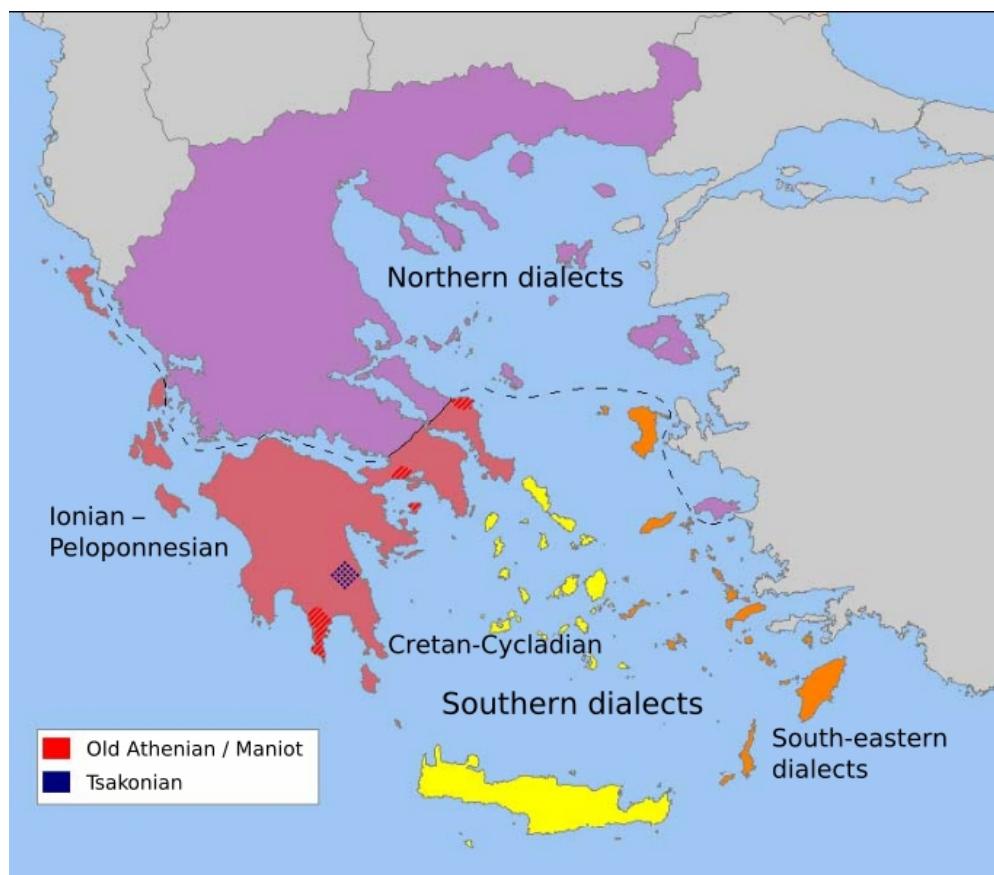 Northern dialects
Ionian –
Peloponnesian
Cretan-Cycladian
Southern dialects
South-eastern
dialects
Old Athenian / Maniot
Tsakonian